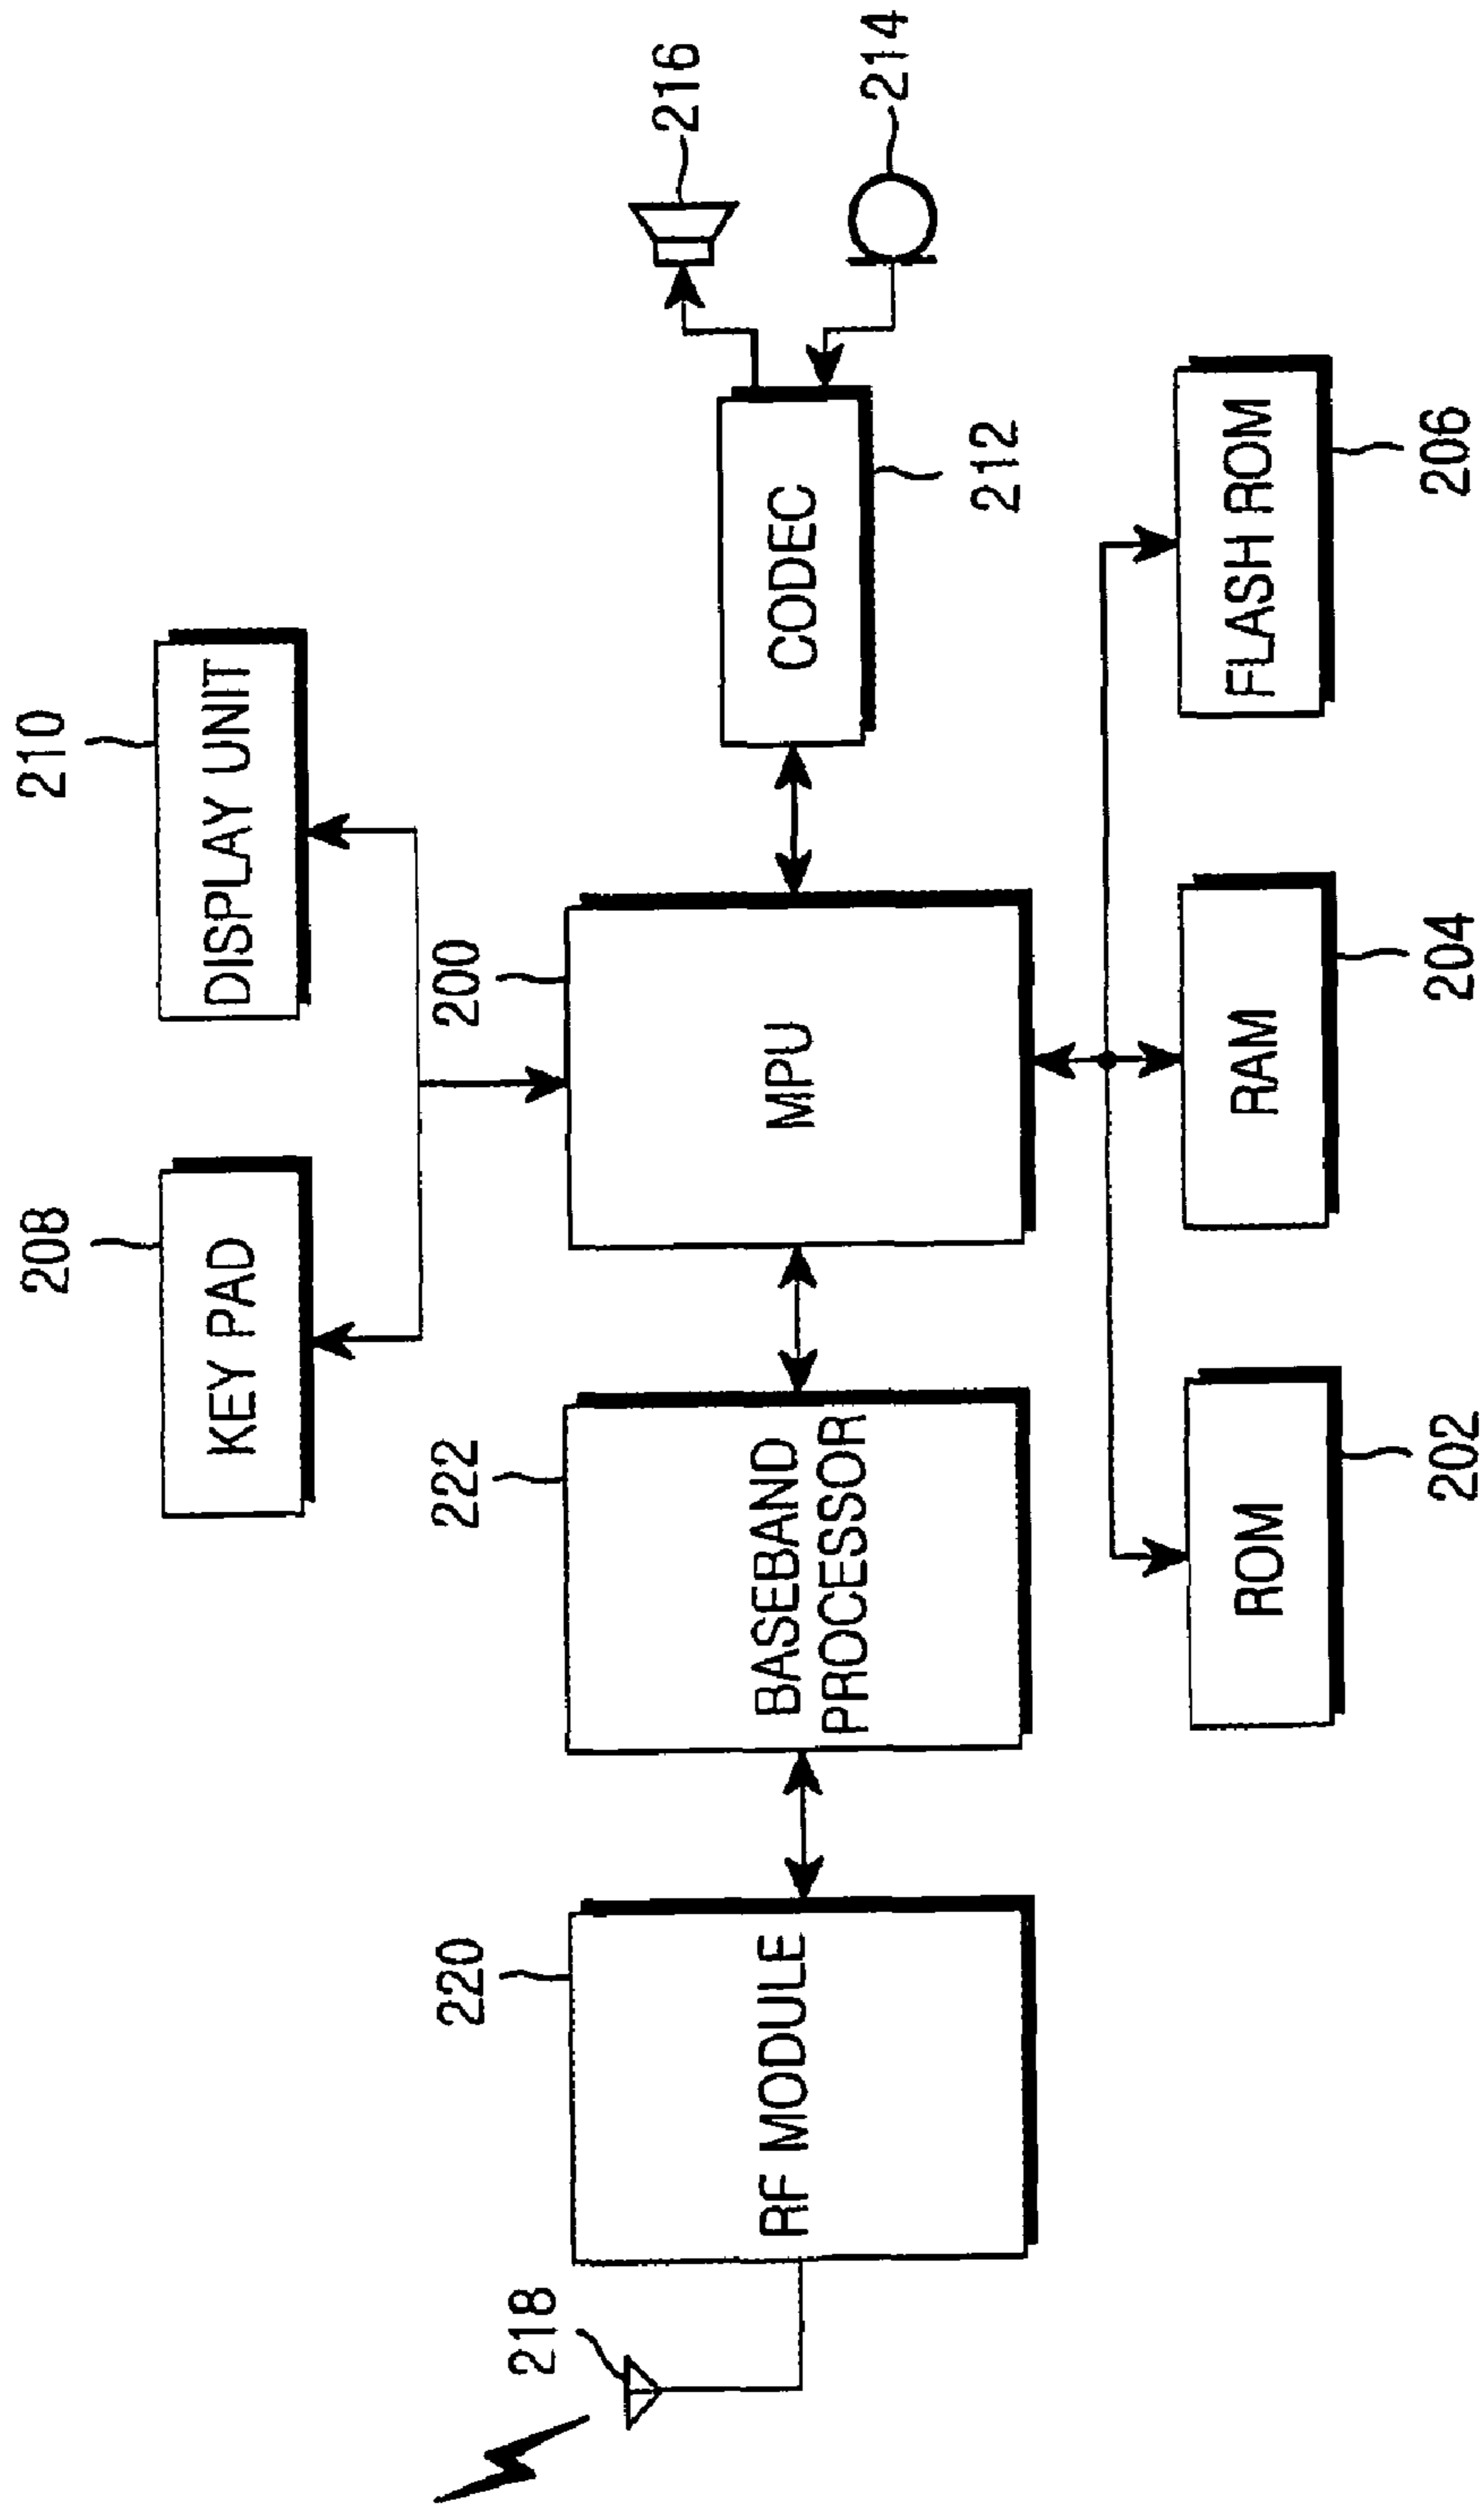 208
210
KEY PAD
DISPLAY UNIT
218
220
222
200
216
RF MODULE
BASEBAND
PROCESSOR
MPU
CODEC
214
212
ROM
RAM
FLASH ROM
202
204
206